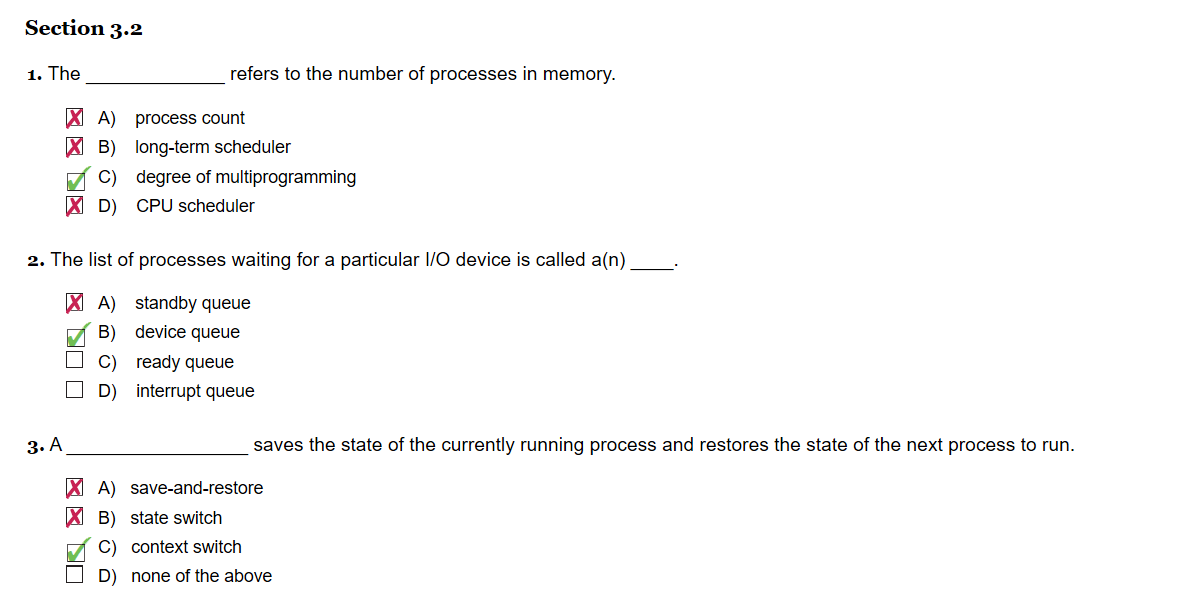 Section 3.2
1. The ______________ refers to the number of processes in memory.
A) process count
B) long-term scheduler
C) degree of multiprogramming
D) CPU scheduler
2. The list of processes waiting for a particular I/O device is called a(n) ____.
A) standby queue
B) device queue
C) ready queue
D) interrupt queue
3. A __________________ saves the state of the currently running process and restores the state of the next process to run.
A) save-and-restore
B) state switch
C) context switch
D) none of the above